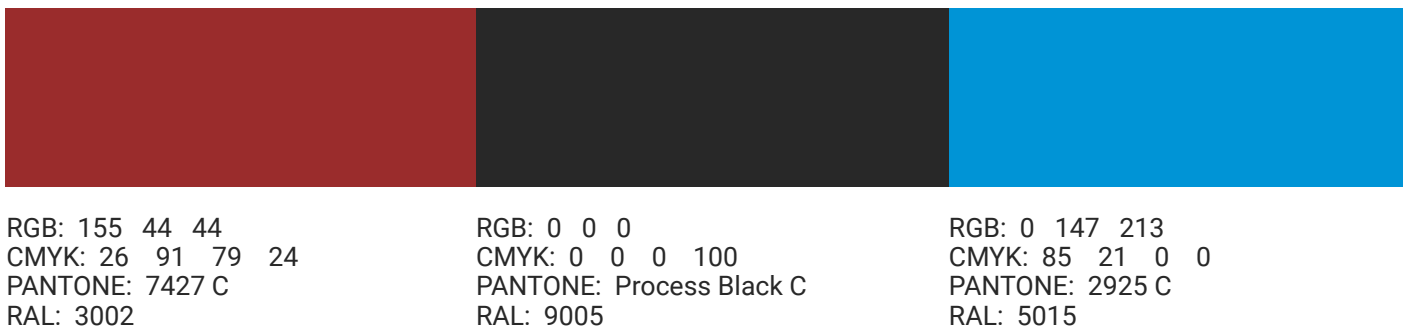 RGB: 155 44 44
CMYK: 26 91 79 24
PANTONE: 7427 C
RAL: 3002
RGB: 0 0 0
CMYK: 0 0 0 100
PANTONE: Process Black C
RAL: 9005
RGB: 0 147 213
CMYK: 85 21 0 0
PANTONE: 2925 C
RAL: 5015